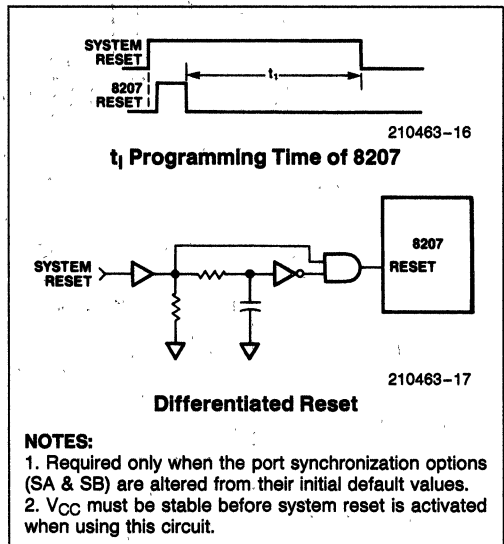 SYSTEM
RESET
t₁
8207
RESET
210463–16
tI Programming Time of 8207
8207
SYSTEM
RESET
RESET
210463–17
Differentiated Reset
NOTES:
1. Required only when the port synchronization options
(SA & SB) are altered from their initial default values.
2. VCC must be stable before system reset is activated
when using this circuit.